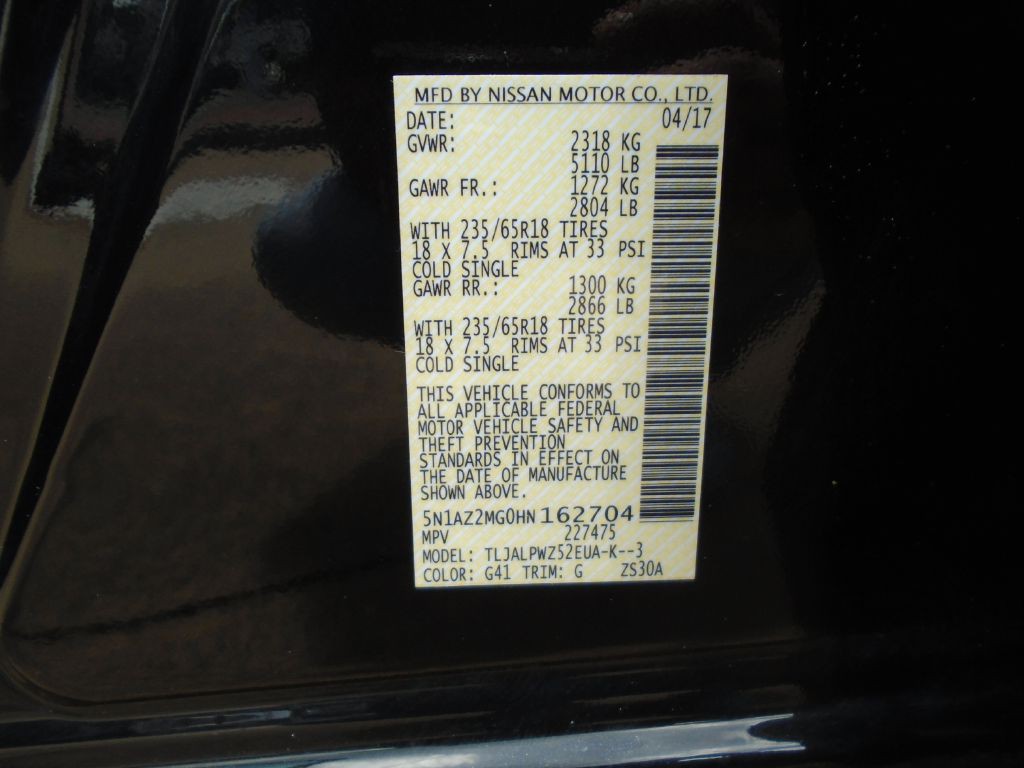 MFD BY NISSAN MOTOR CO., LTD.
DATE: 04/17
GVWR: 2318 KG
5110 LB
GAWR FR.: 1272 KG
2804 LB
WITH 235/65R18 TIRES
18 X 7.5 RIMS AT 33 PSI
COLD SINGLE
GAWR RR.: 1300 KG
2866 LB
WITH 235/65R18 TIRES
18 X 7.5 RIMS AT 33 PSI
COLD SINGLE
THIS VEHICLE CONFORMS TO
ALL APPLICABLE FEDERAL
MOTOR VEHICLE SAFETY AND
THEFT PREVENTION
STANDARDS IN EFFECT ON
THE DATE OF MANUFACTURE
SHOWN ABOVE.
5N1AZ2MG0HN162704
MPV 227475
MODEL: TLJALPWZ52EUA-K--3
COLOR: G41 TRIM: G ZS30A